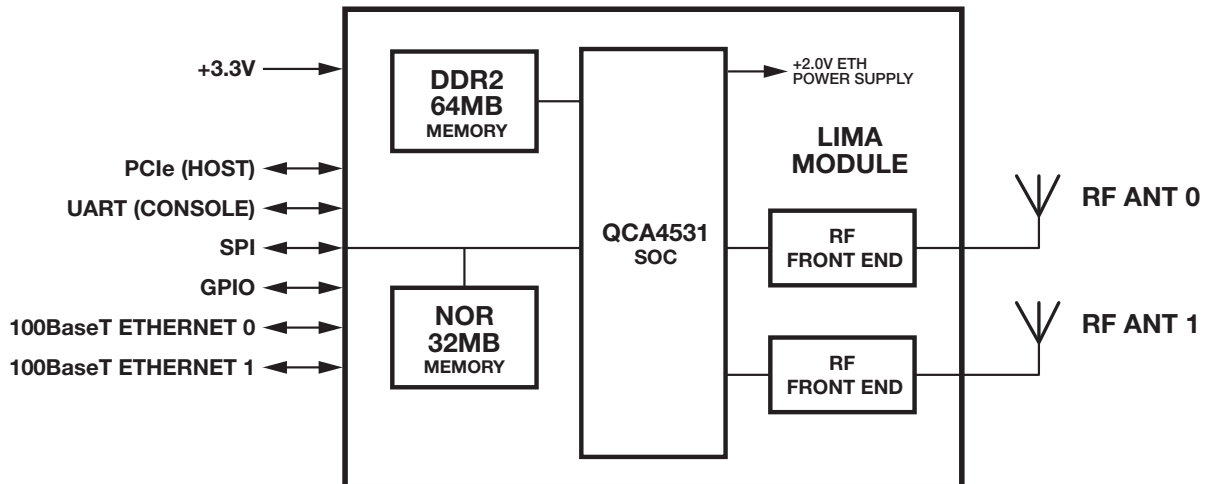 +3.3V
PCIe (HOST)
UART (CONSOLE)
SPI
GPIO
100BaseT ETHERNET 0
100BaseT ETHERNET 1
DDR2
64MB
MEMORY
NOR
32MB
MEMORY
QCA4531
SOC
+2.0V ETH
POWER SUPPLY
LIMA
MODULE
RF
FRONT END
RF
FRONT END
RF ANT 0
RF ANT 1